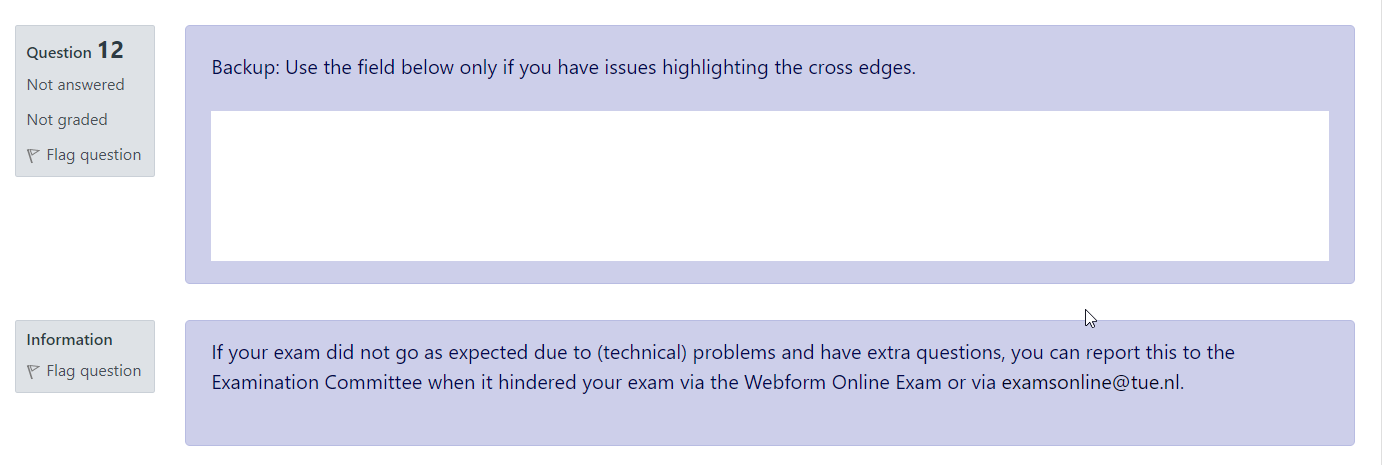 Question 12
Not answered
Not graded
Flag question
Backup: Use the field below only if you have issues highlighting the cross edges.
Information
Flag question
If your exam did not go as expected due to (technical) problems and have extra questions, you can report this to the
Examination Committee when it hindered your exam via the Webform Online Exam or via examsonline@tue.nl.